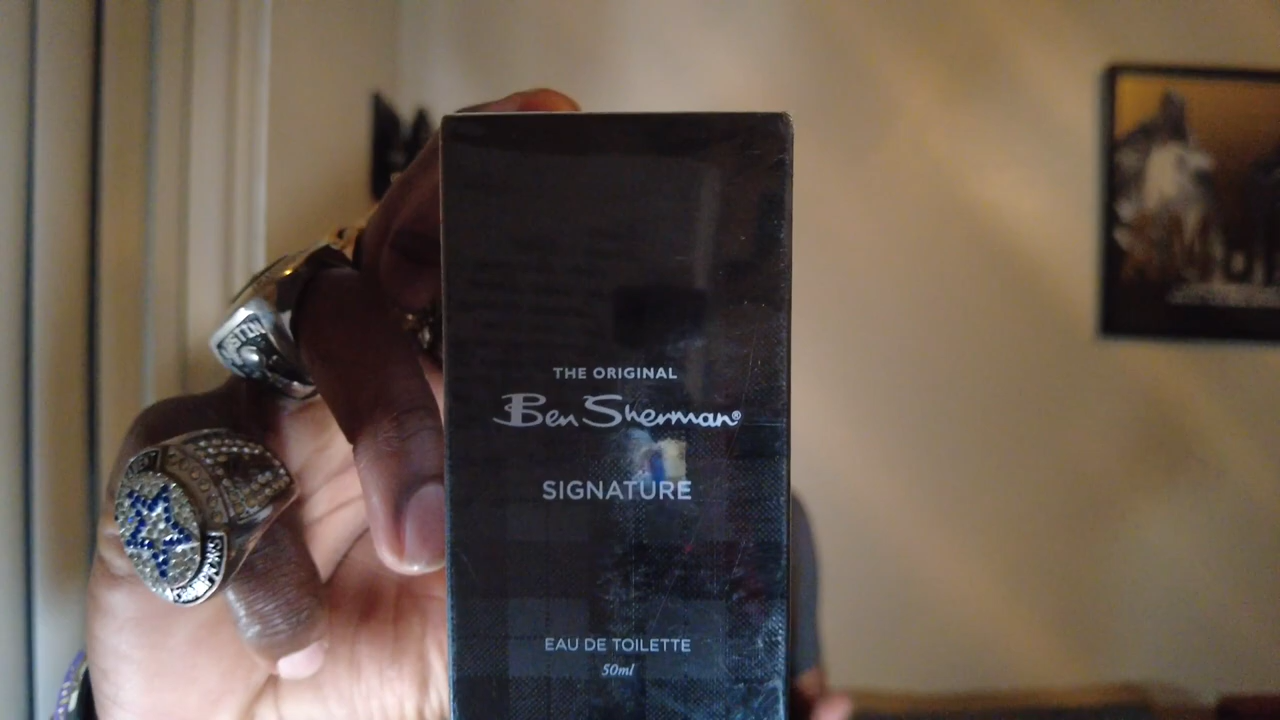 THE ORIGINAL
Ben Sherman®
SIGNATURE
EAU DE TOILETTE
50ml